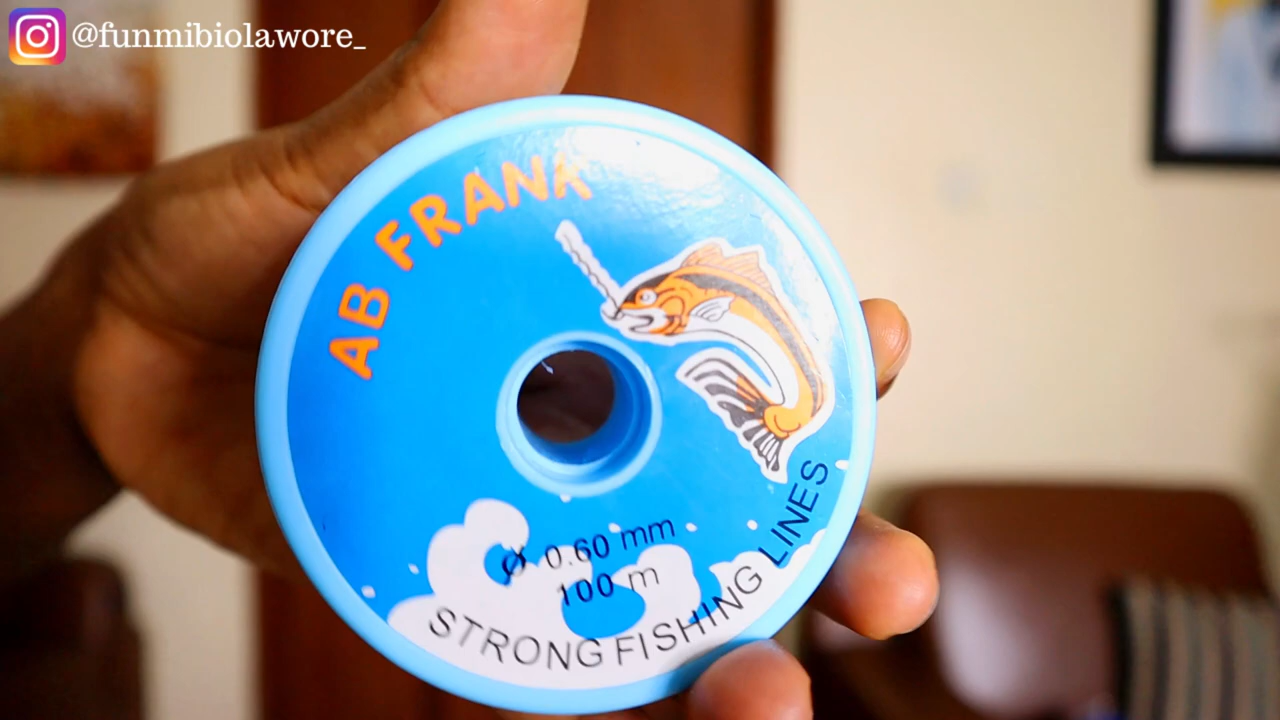 @funmibiolawore_
AB FRANK
Ø 0.60 mm
100 m
STRONG FISHING LINES